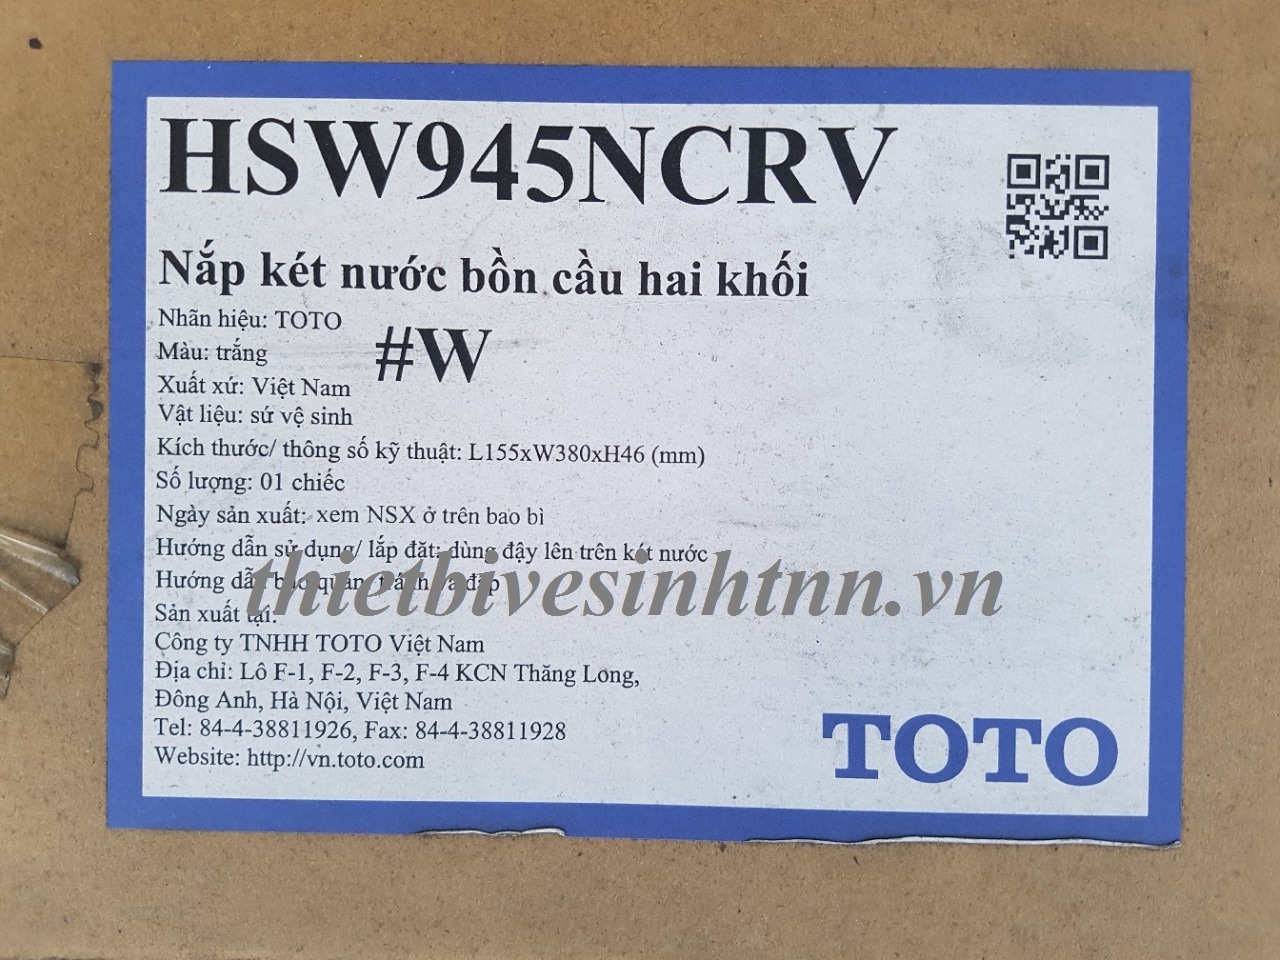 HSW945NCRV
Nắp két nước bồn cầu hai khối
Nhãn hiệu: TOTO
#W
Màu: trắng
Xuất xứ: Việt Nam
Vật liệu: sứ vệ sinh
Kích thước/ thông số kỹ thuật: L155xW380xH46 (mm)
Số lượng: 01 chiếc
Ngày sản xuất: xem NSX ở trên bao bì
Hướng dẫn sử dụng/ lắp đặt: dùng đậy lên trên két nước
Hướng dẫn bảo quản: tránh va đập
thietbivesinhtnn.vn
Sản xuất tại:
Công ty TNHH TOTO Việt Nam
Địa chỉ: Lô F-1, F-2, F-3, F-4 KCN Thăng Long,
Đông Anh, Hà Nội, Việt Nam
Tel: 84-4-38811926, Fax: 84-4-38811928
Website: http://vn.toto.com
TOTO